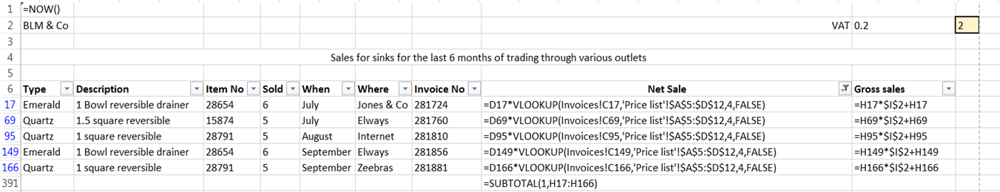 1 =NOW()
2 BLM & Co VAT 0.2 2
3
4 Sales for sinks for the last 6 months of trading through various outlets
5
6 Type Description Item No Sold When Where Invoice No Net Sale Gross sales
17 Emerald 1 Bowl reversible drainer 28654 6 July Jones & Co 281724 =D17*VLOOKUP(Invoices!C17,'Price list'!$A$5:$D$12,4,FALSE) =H17*$I$2+H17
69 Quartz 1.5 square reversible 15874 5 July Elways 281760 =D69*VLOOKUP(Invoices!C69,'Price list'!$A$5:$D$12,4,FALSE) =H69*$I$2+H69
95 Quartz 1 square reversible 28791 5 August Internet 281810 =D95*VLOOKUP(Invoices!C95,'Price list'!$A$5:$D$12,4,FALSE) =H95*$I$2+H95
149 Emerald 1 Bowl reversible drainer 28654 6 September Elways 281856 =D149*VLOOKUP(Invoices!C149,'Price list'!$A$5:$D$12,4,FALSE) =H149*$I$2+H149
166 Quartz 1 square reversible 28791 5 September Zeebras 281881 =D166*VLOOKUP(Invoices!C166,'Price list'!$A$5:$D$12,4,FALSE) =H166*$I$2+H166
391 =SUBTOTAL(1,H17:H166)